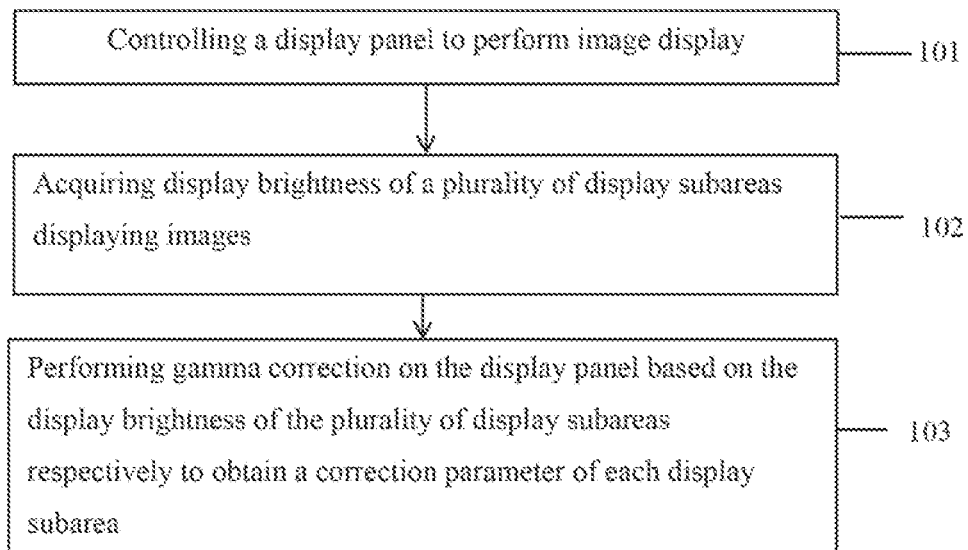 Controlling a display panel to perform image display
101
Acquiring display brightness of a plurality of display subareas
displaying images
102
Performing gamma correction on the display panel based on the
display brightness of the plurality of display subareas
respectively to obtain a correction parameter of each display
subarea
103